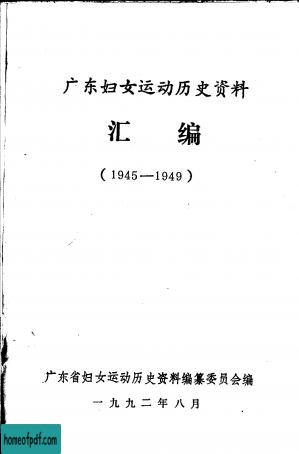 广东妇女运动历史资料
汇编
（1945—1949）
广东省妇女运动历史资料编纂委员会编
一九九二年八月
homeofpdf.com